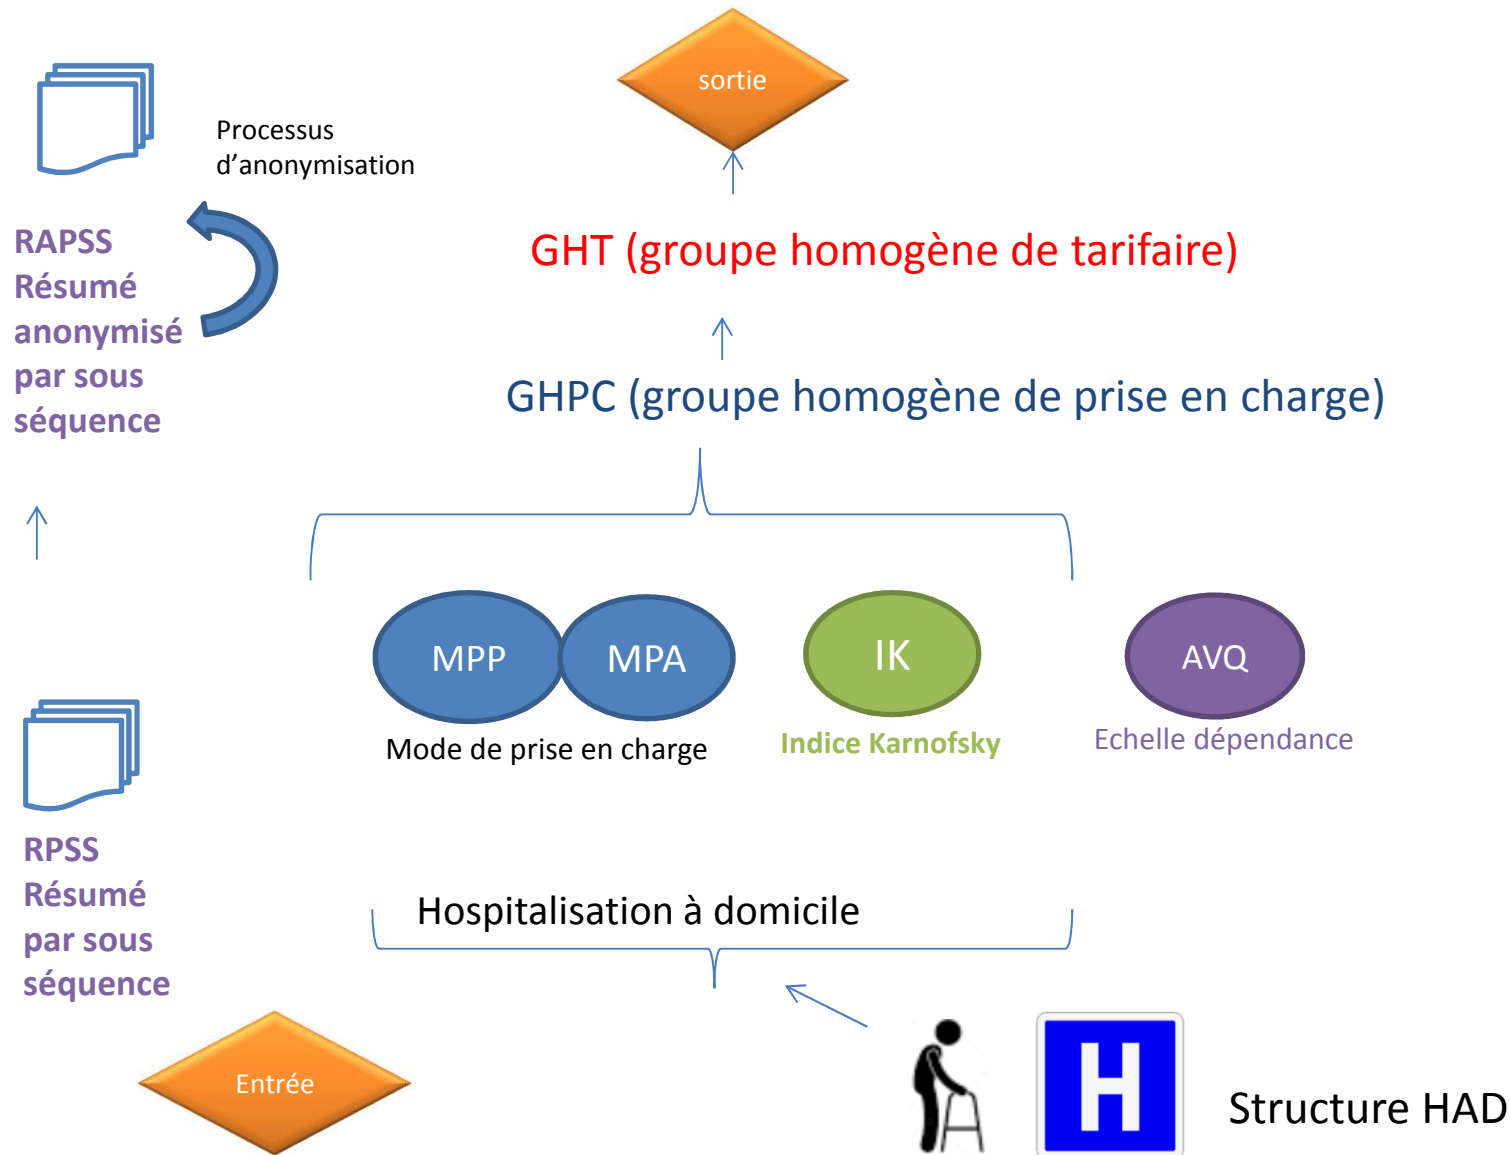 sortie
Processus
d’anonymisation
RAPSS
Résumé
anonymisé
par sous
séquence
GHT (groupe homogène de tarifaire)
GHPC (groupe homogène de prise en charge)
MPP
MPA
IK
AVQ
Mode de prise en charge
Indice Karnofsky
Echelle dépendance
RPSS
Résumé
par sous
séquence
Hospitalisation à domicile
Entrée
H
Structure HAD